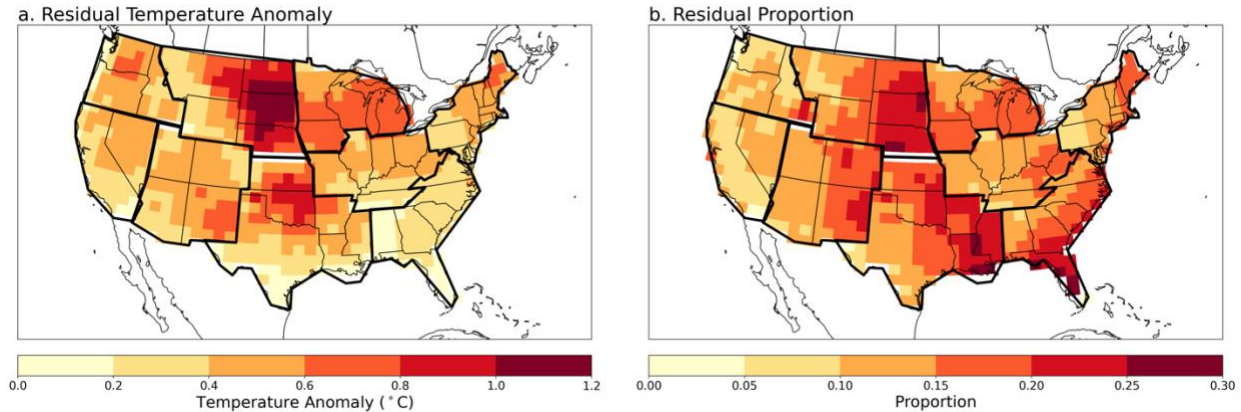 a. Residual Temperature Anomaly
0.0 0.2 0.4 0.6 0.8 1.0 1.2
Temperature Anomaly (°C)
b. Residual Proportion
0.00 0.05 0.10 0.15 0.20 0.25 0.30
Proportion